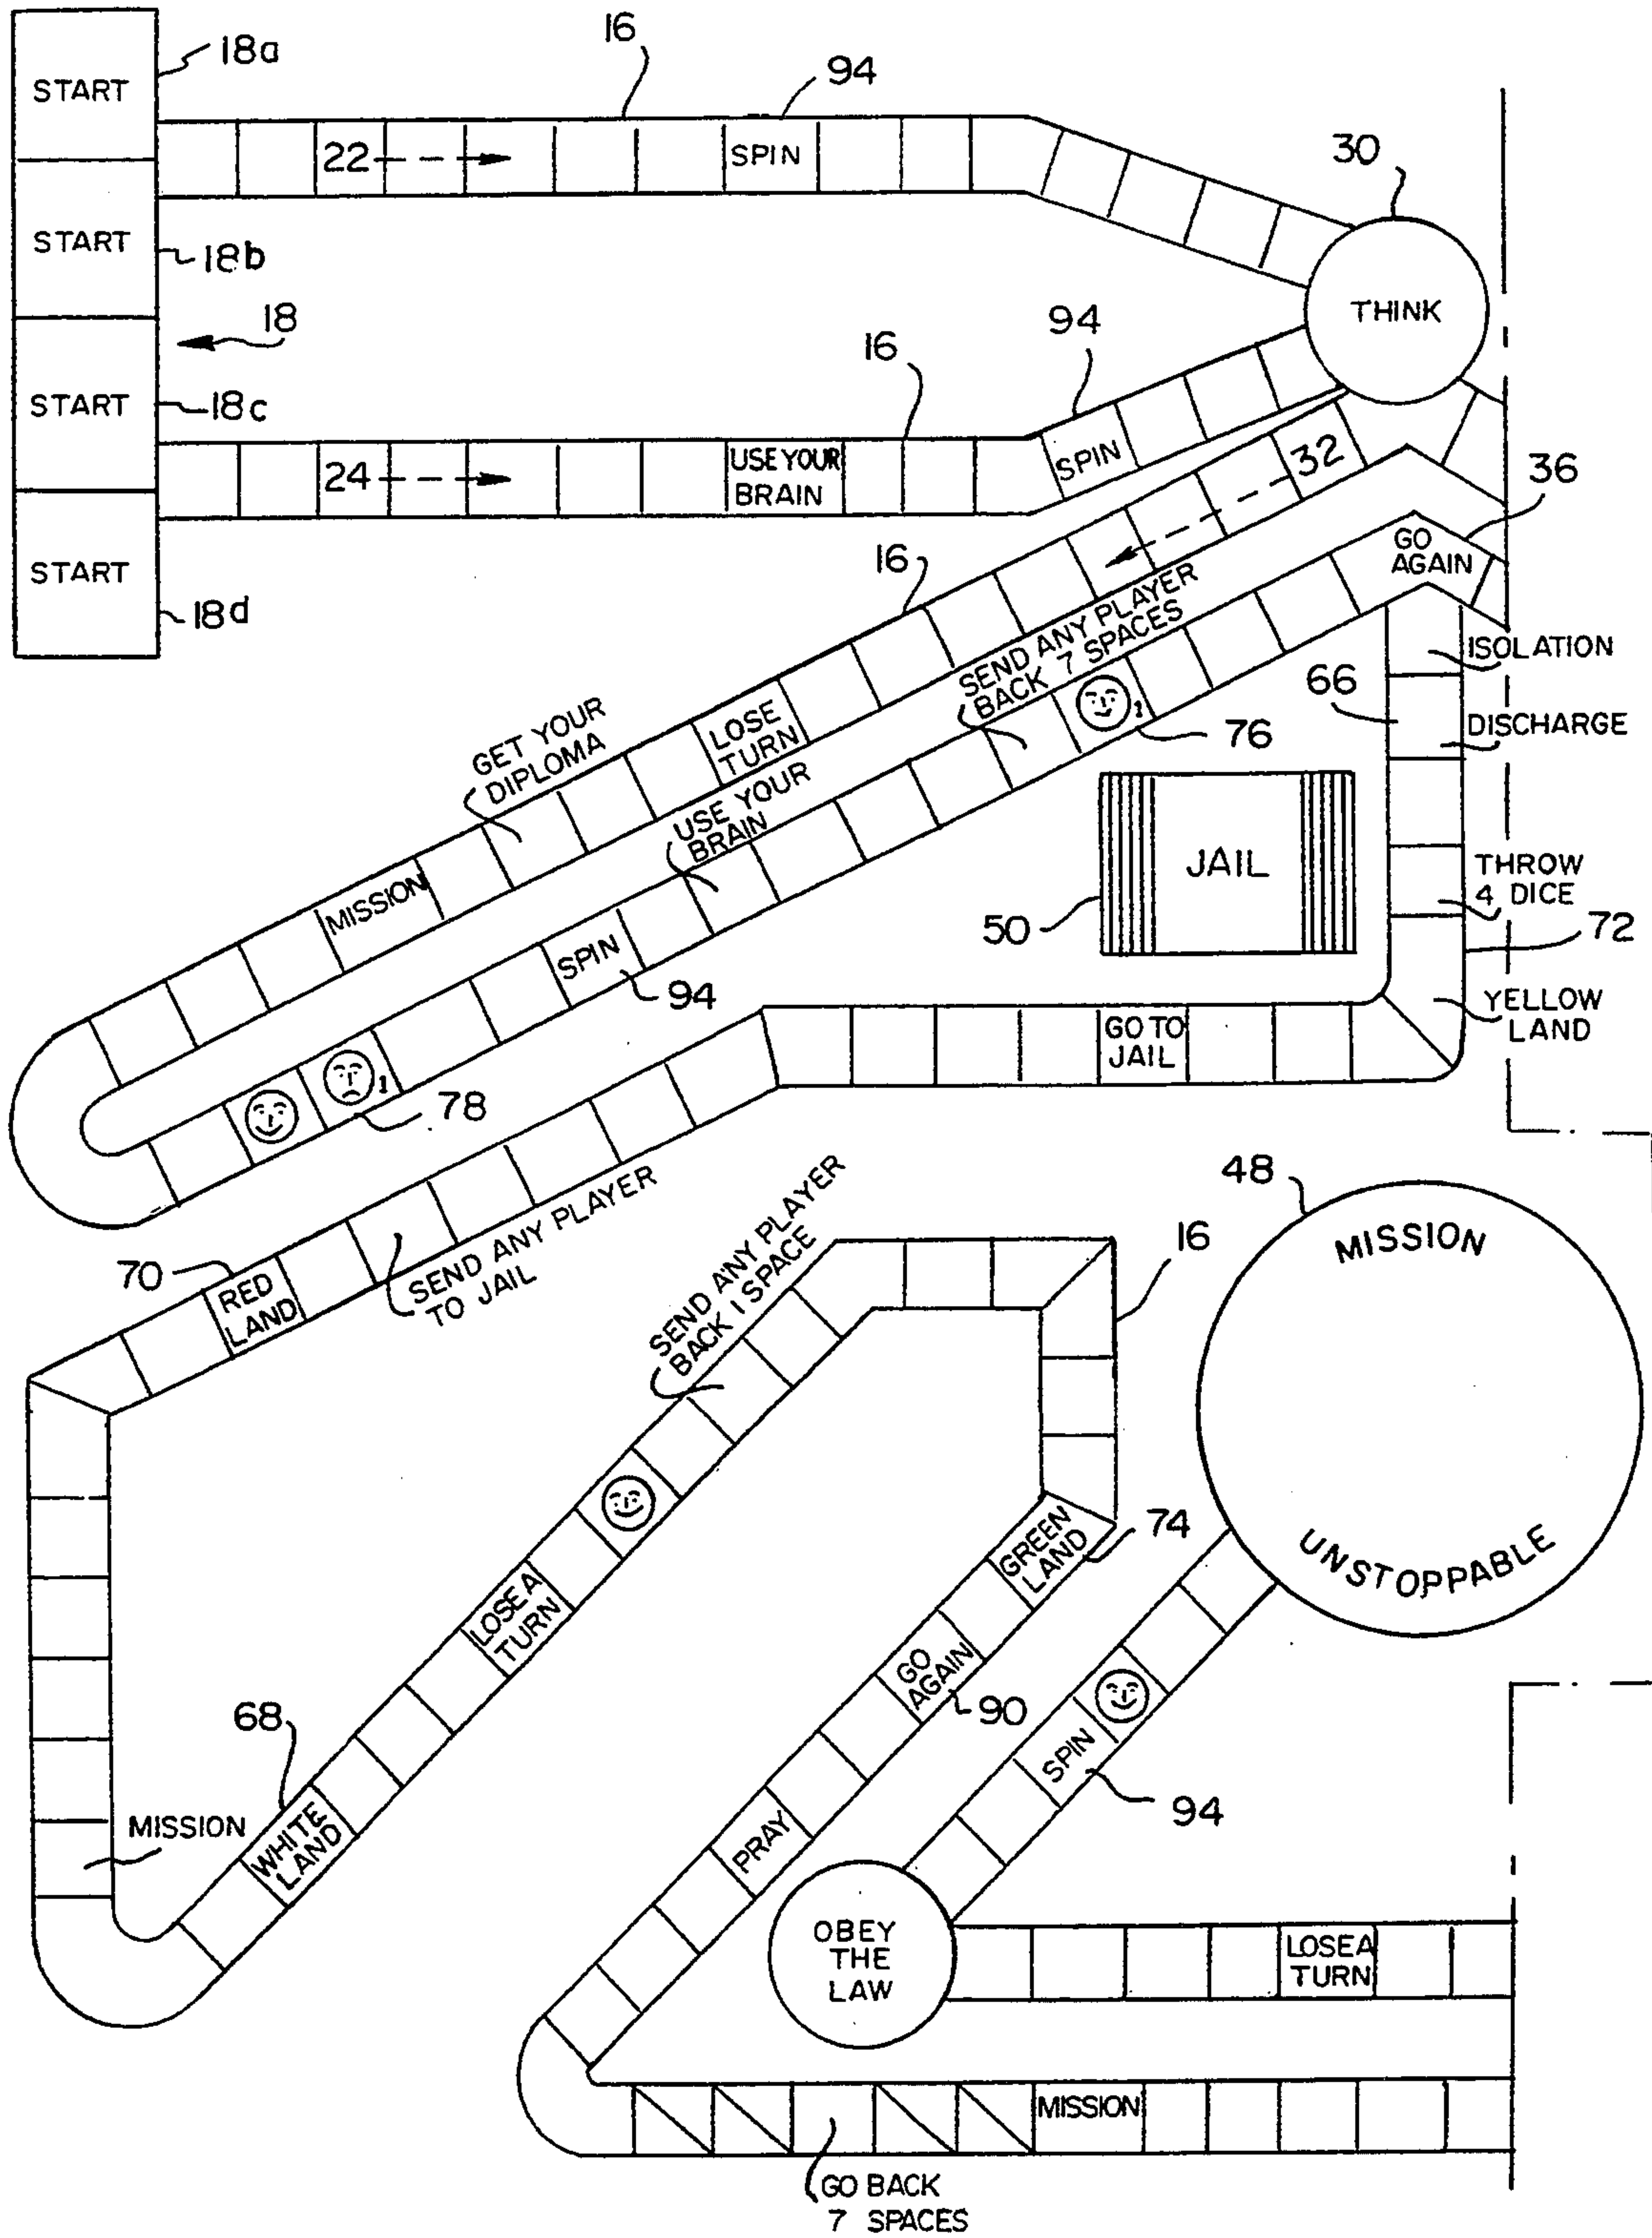 18a
16
94
START
22
SPIN
30
START
18b
THINK
18
94
16
START
18c
USE YOUR
BRAIN
SPIN
24
32
36
START
18d
16
GO
AGAIN
SEND ANY PLAYER
BACK 7 SPACES
ISOLATION
66
GET YOUR
DIPLOMA
LOSE
TURN
76
DISCHARGE
USE YOUR
BRAIN
JAIL
MISSION
THROW
4 DICE
50
72
SPIN
94
YELLOW
LAND
GO TO
JAIL
78
48
SEND ANY PLAYER
TO JAIL
SEND ANY PLAYER
BACK 1 SPACE
16
MISSION
70
RED
LAND
74
GREEN
LAND
UNSTOPPABLE
LOSE A
TURN
GO
AGAIN
90
68
SPIN
94
MISSION
WHITE
LAND
PRAY
OBEY
THE
LAW
LOSE A
TURN
MISSION
GO BACK
7 SPACES